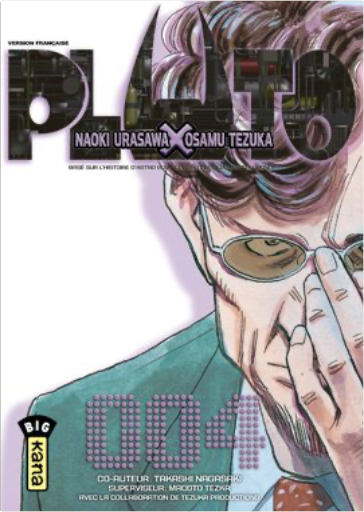 VERSION FRANÇAISE
PLUTO
NAOKI URASAWA X OSAMU TEZUKA
BASÉ SUR L'HISTOIRE D'ASTRO
004
BIG
kana
CO-AUTEUR: TAKASHI NAGASAKI
SUPERVISEUR: MACOTO TEZKA
AVEC LA COLLABORATION DE TEZUKA PRODUCTIONS